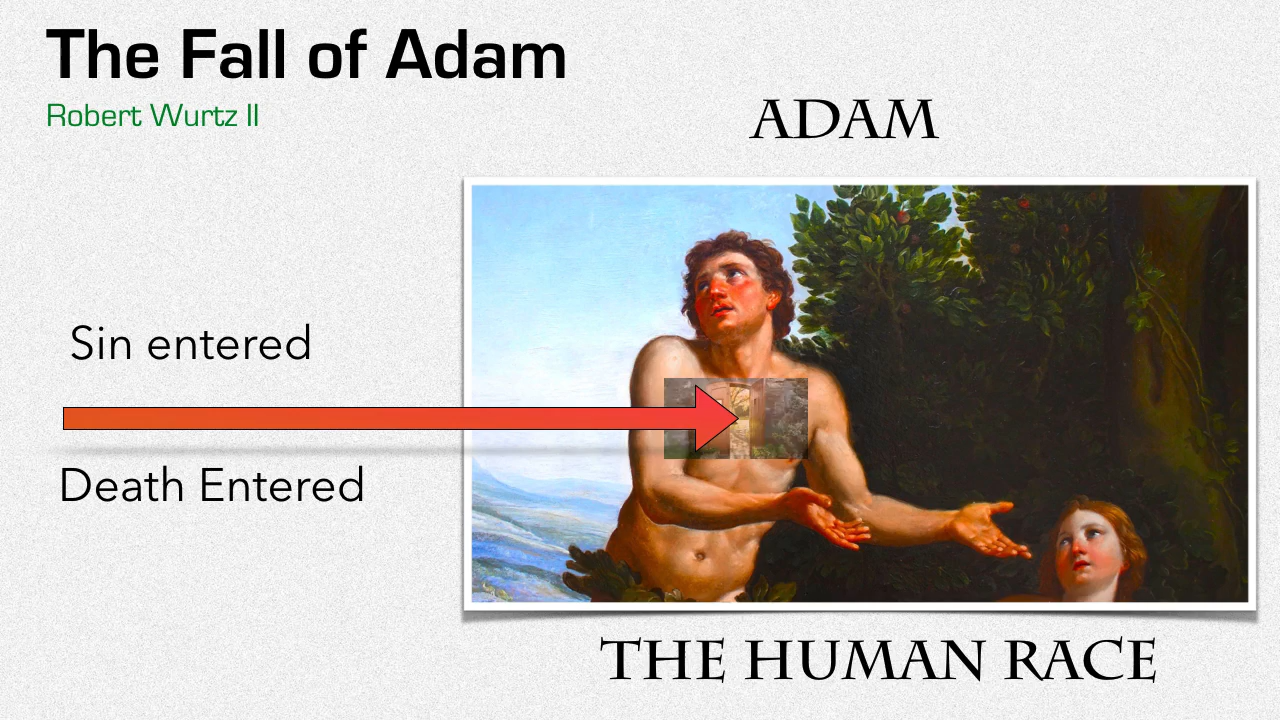 The Fall of Adam
Robert Wurtz II
ADAM
Sin entered
Death Entered
THE HUMAN RACE